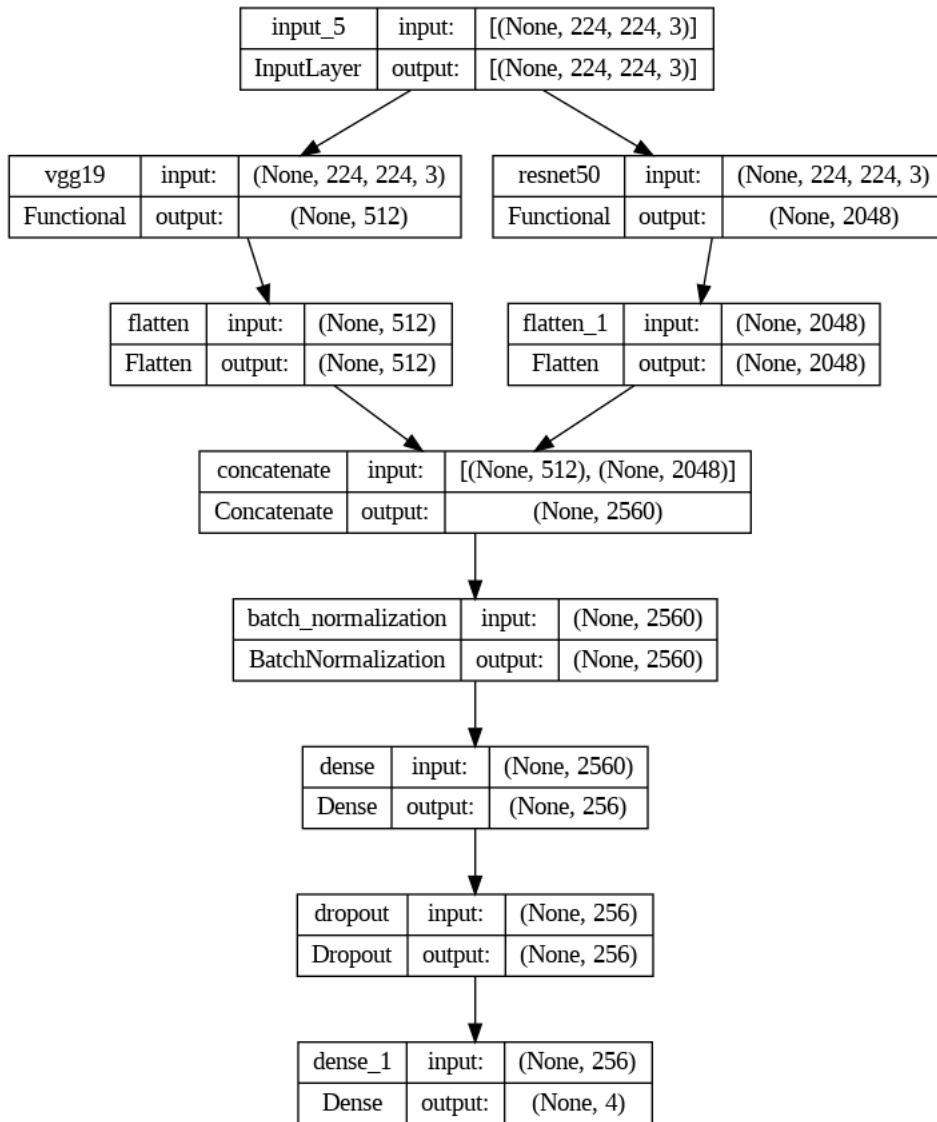 input_5 input: [(None, 224, 224, 3)]
InputLayer output: [(None, 224, 224, 3)]
vgg19 input: (None, 224, 224, 3)
Functional output: (None, 512)
resnet50 input: (None, 224, 224, 3)
Functional output: (None, 2048)
flatten input: (None, 512)
Flatten output: (None, 512)
flatten_1 input: (None, 2048)
Flatten output: (None, 2048)
concatenate input: [(None, 512), (None, 2048)]
Concatenate output: (None, 2560)
batch_normalization input: (None, 2560)
BatchNormalization output: (None, 2560)
dense input: (None, 2560)
Dense output: (None, 256)
dropout input: (None, 256)
Dropout output: (None, 256)
dense_1 input: (None, 256)
Dense output: (None, 4)